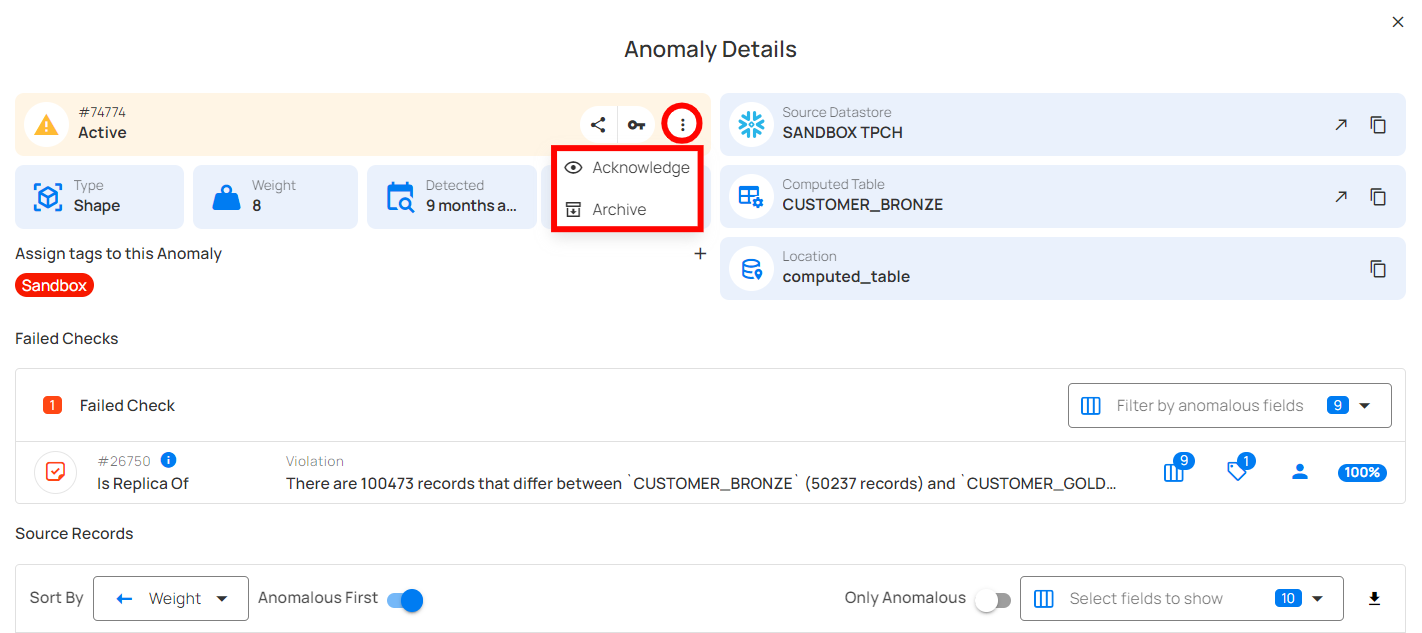 Anomaly Details
#74774
Active
Acknowledge
Archive
Type
Shape
Weight
8
Detected
9 months a...
Assign tags to this Anomaly
Sandbox
Source Datastore
SANDBOX TPCH
Computed Table
CUSTOMER_BRONZE
Location
computed_table
Failed Checks
1 Failed Check
Filter by anomalous fields 9
#26750
Is Replica Of
Violation
There are 100473 records that differ between `CUSTOMER_BRONZE` (50237 records) and `CUSTOMER_GOLD...
9
1
100%
Source Records
Sort By Weight Anomalous First Only Anomalous Select fields to show 10